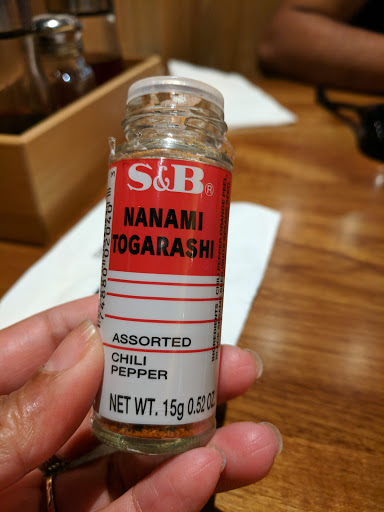 S&B®
NANAMI
TOGARASHI
ASSORTED
CHILI
PEPPER
NET WT. 15g 0.52 OZ